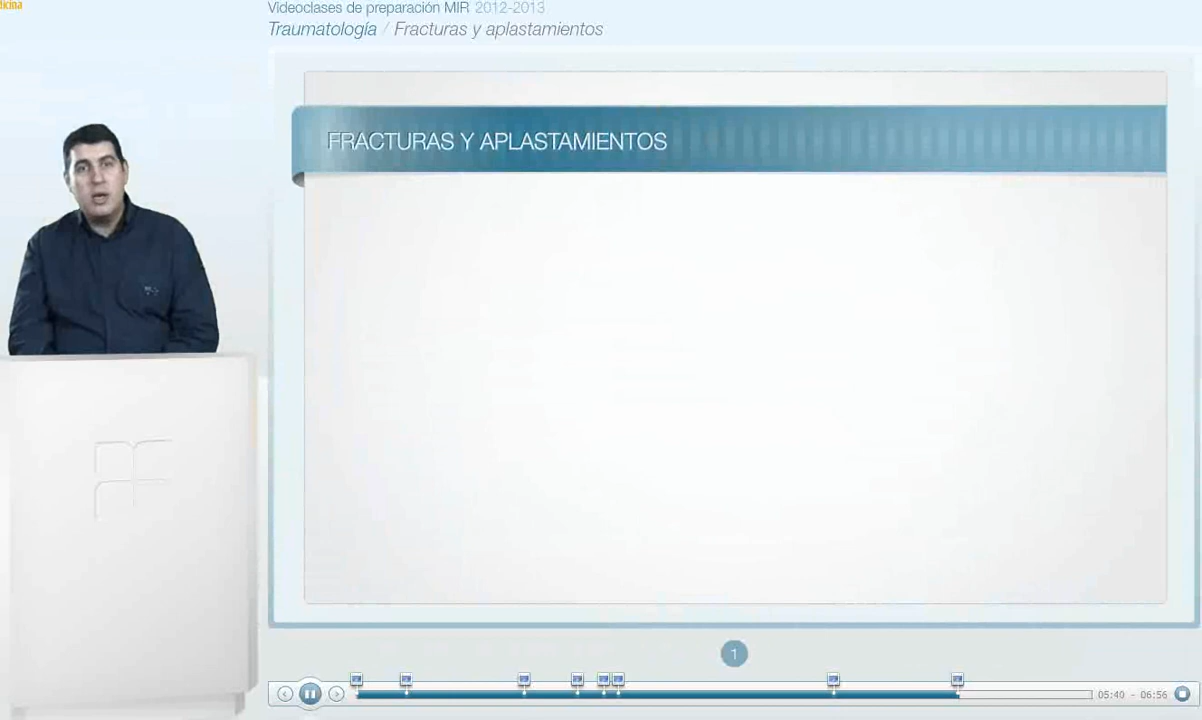 Videoclases de preparación MIR 2012-2013
Traumatología / Fracturas y aplastamientos
FRACTURAS Y APLASTAMIENTOS
1
05:40 - 06:56